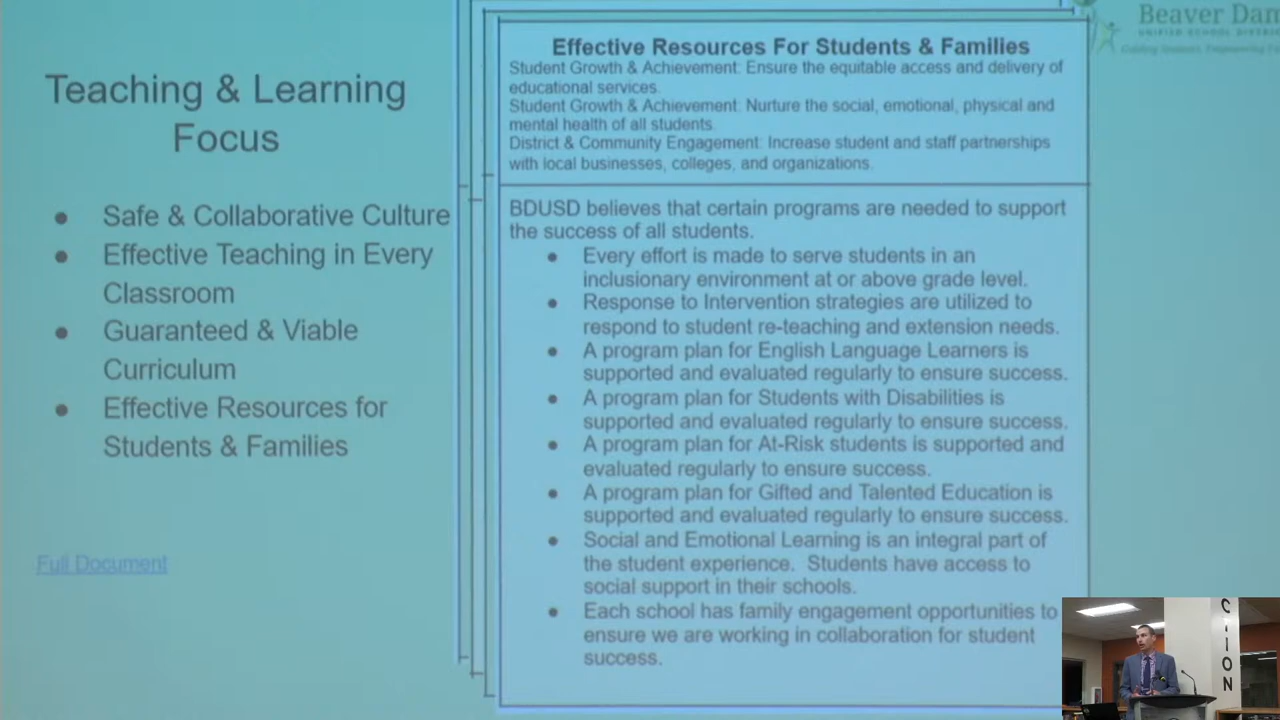 Teaching & Learning
Focus
● Safe & Collaborative Culture
● Effective Teaching in Every
Classroom
● Guaranteed & Viable
Curriculum
● Effective Resources for
Students & Families
Full Document
Effective Resources For Students & Families
Student Growth & Achievement: Ensure the equitable access and delivery of
educational services.
Student Growth & Achievement: Nurture the social, emotional, physical and
mental health of all students.
District & Community Engagement: Increase student and staff partnerships
with local businesses, colleges, and organizations.
BDUSD believes that certain programs are needed to support
the success of all students.
● Every effort is made to serve students in an
inclusionary environment at or above grade level.
● Response to Intervention strategies are utilized to
respond to student re-teaching and extension needs.
● A program plan for English Language Learners is
supported and evaluated regularly to ensure success.
● A program plan for Students with Disabilities is
supported and evaluated regularly to ensure success.
● A program plan for At-Risk students is supported and
evaluated regularly to ensure success.
● A program plan for Gifted and Talented Education is
supported and evaluated regularly to ensure success.
● Social and Emotional Learning is an integral part of
the student experience. Students have access to
social support in their schools.
● Each school has family engagement opportunities to
ensure we are working in collaboration for student
success.
Beaver Dam
UNIFIED SCHOOL
C
I
O
N